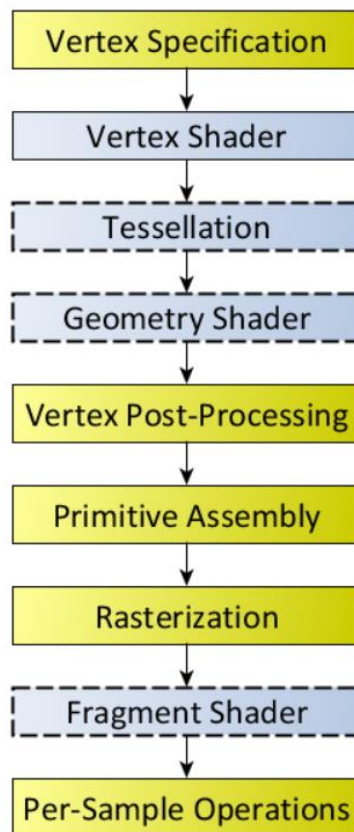 Vertex Specification
Vertex Shader
Tessellation
Geometry Shader
Vertex Post-Processing
Primitive Assembly
Rasterization
Fragment Shader
Per-Sample Operations